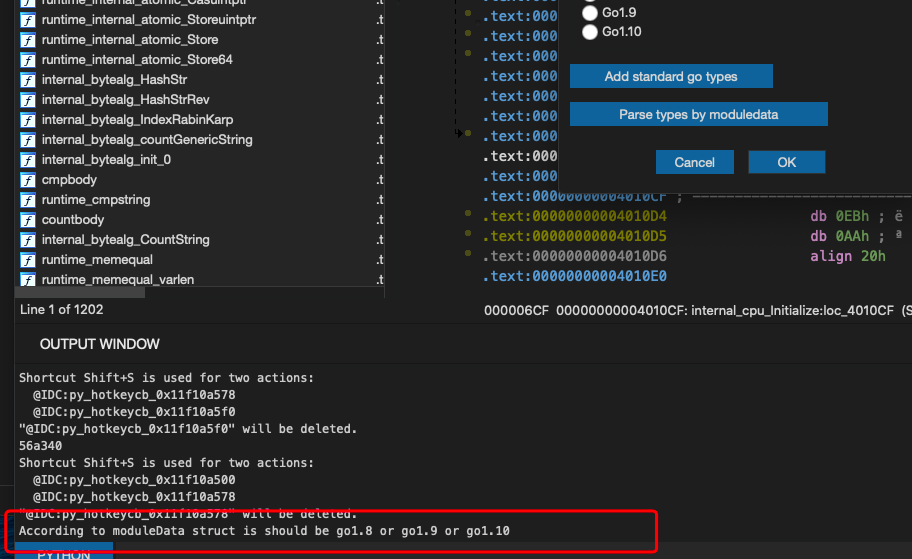 runtime_internal_atomic_Casuintptr
runtime_internal_atomic_Storeuintptr .t
runtime_internal_atomic_Store .t
runtime_internal_atomic_Store64 .t
internal_bytealg_HashStr .t
internal_bytealg_HashStrRev .t
internal_bytealg_IndexRabinKarp .t
internal_bytealg_countGenericString .t
internal_bytealg_init_0 .t
cmpbody .t
runtime_cmpstring .t
countbody .t
internal_bytealg_CountString .t
runtime_memequal .t
runtime_memequal_varlen .t
Line 1 of 1202
.text:000
.text:000
.text:000
.text:000
.text:000
.text:000
.text:000
.text:000
.text:000
.text:00000000004010CF ;
.text:00000000004010D4 db 0EBh ; ë
.text:00000000004010D5 db 0AAh ; ª
.text:00000000004010D6 align 20h
.text:00000000004010E0
000006CF 00000000004010CF: internal_cpu_Initialize:loc_4010CF (S
Go1.9
Go1.10
Add standard go types
Parse types by moduledata
Cancel
OK
OUTPUT WINDOW
Shortcut Shift+S is used for two actions:
@IDC:py_hotkeycb_0x11f10a578
@IDC:py_hotkeycb_0x11f10a5f0
"@IDC:py_hotkeycb_0x11f10a5f0" will be deleted.
56a340
Shortcut Shift+S is used for two actions:
@IDC:py_hotkeycb_0x11f10a500
@IDC:py_hotkeycb_0x11f10a578
"@IDC:py_hotkeycb_0x11f10a578" will be deleted.
According to moduleData struct is should be go1.8 or go1.9 or go1.10
PYTHON